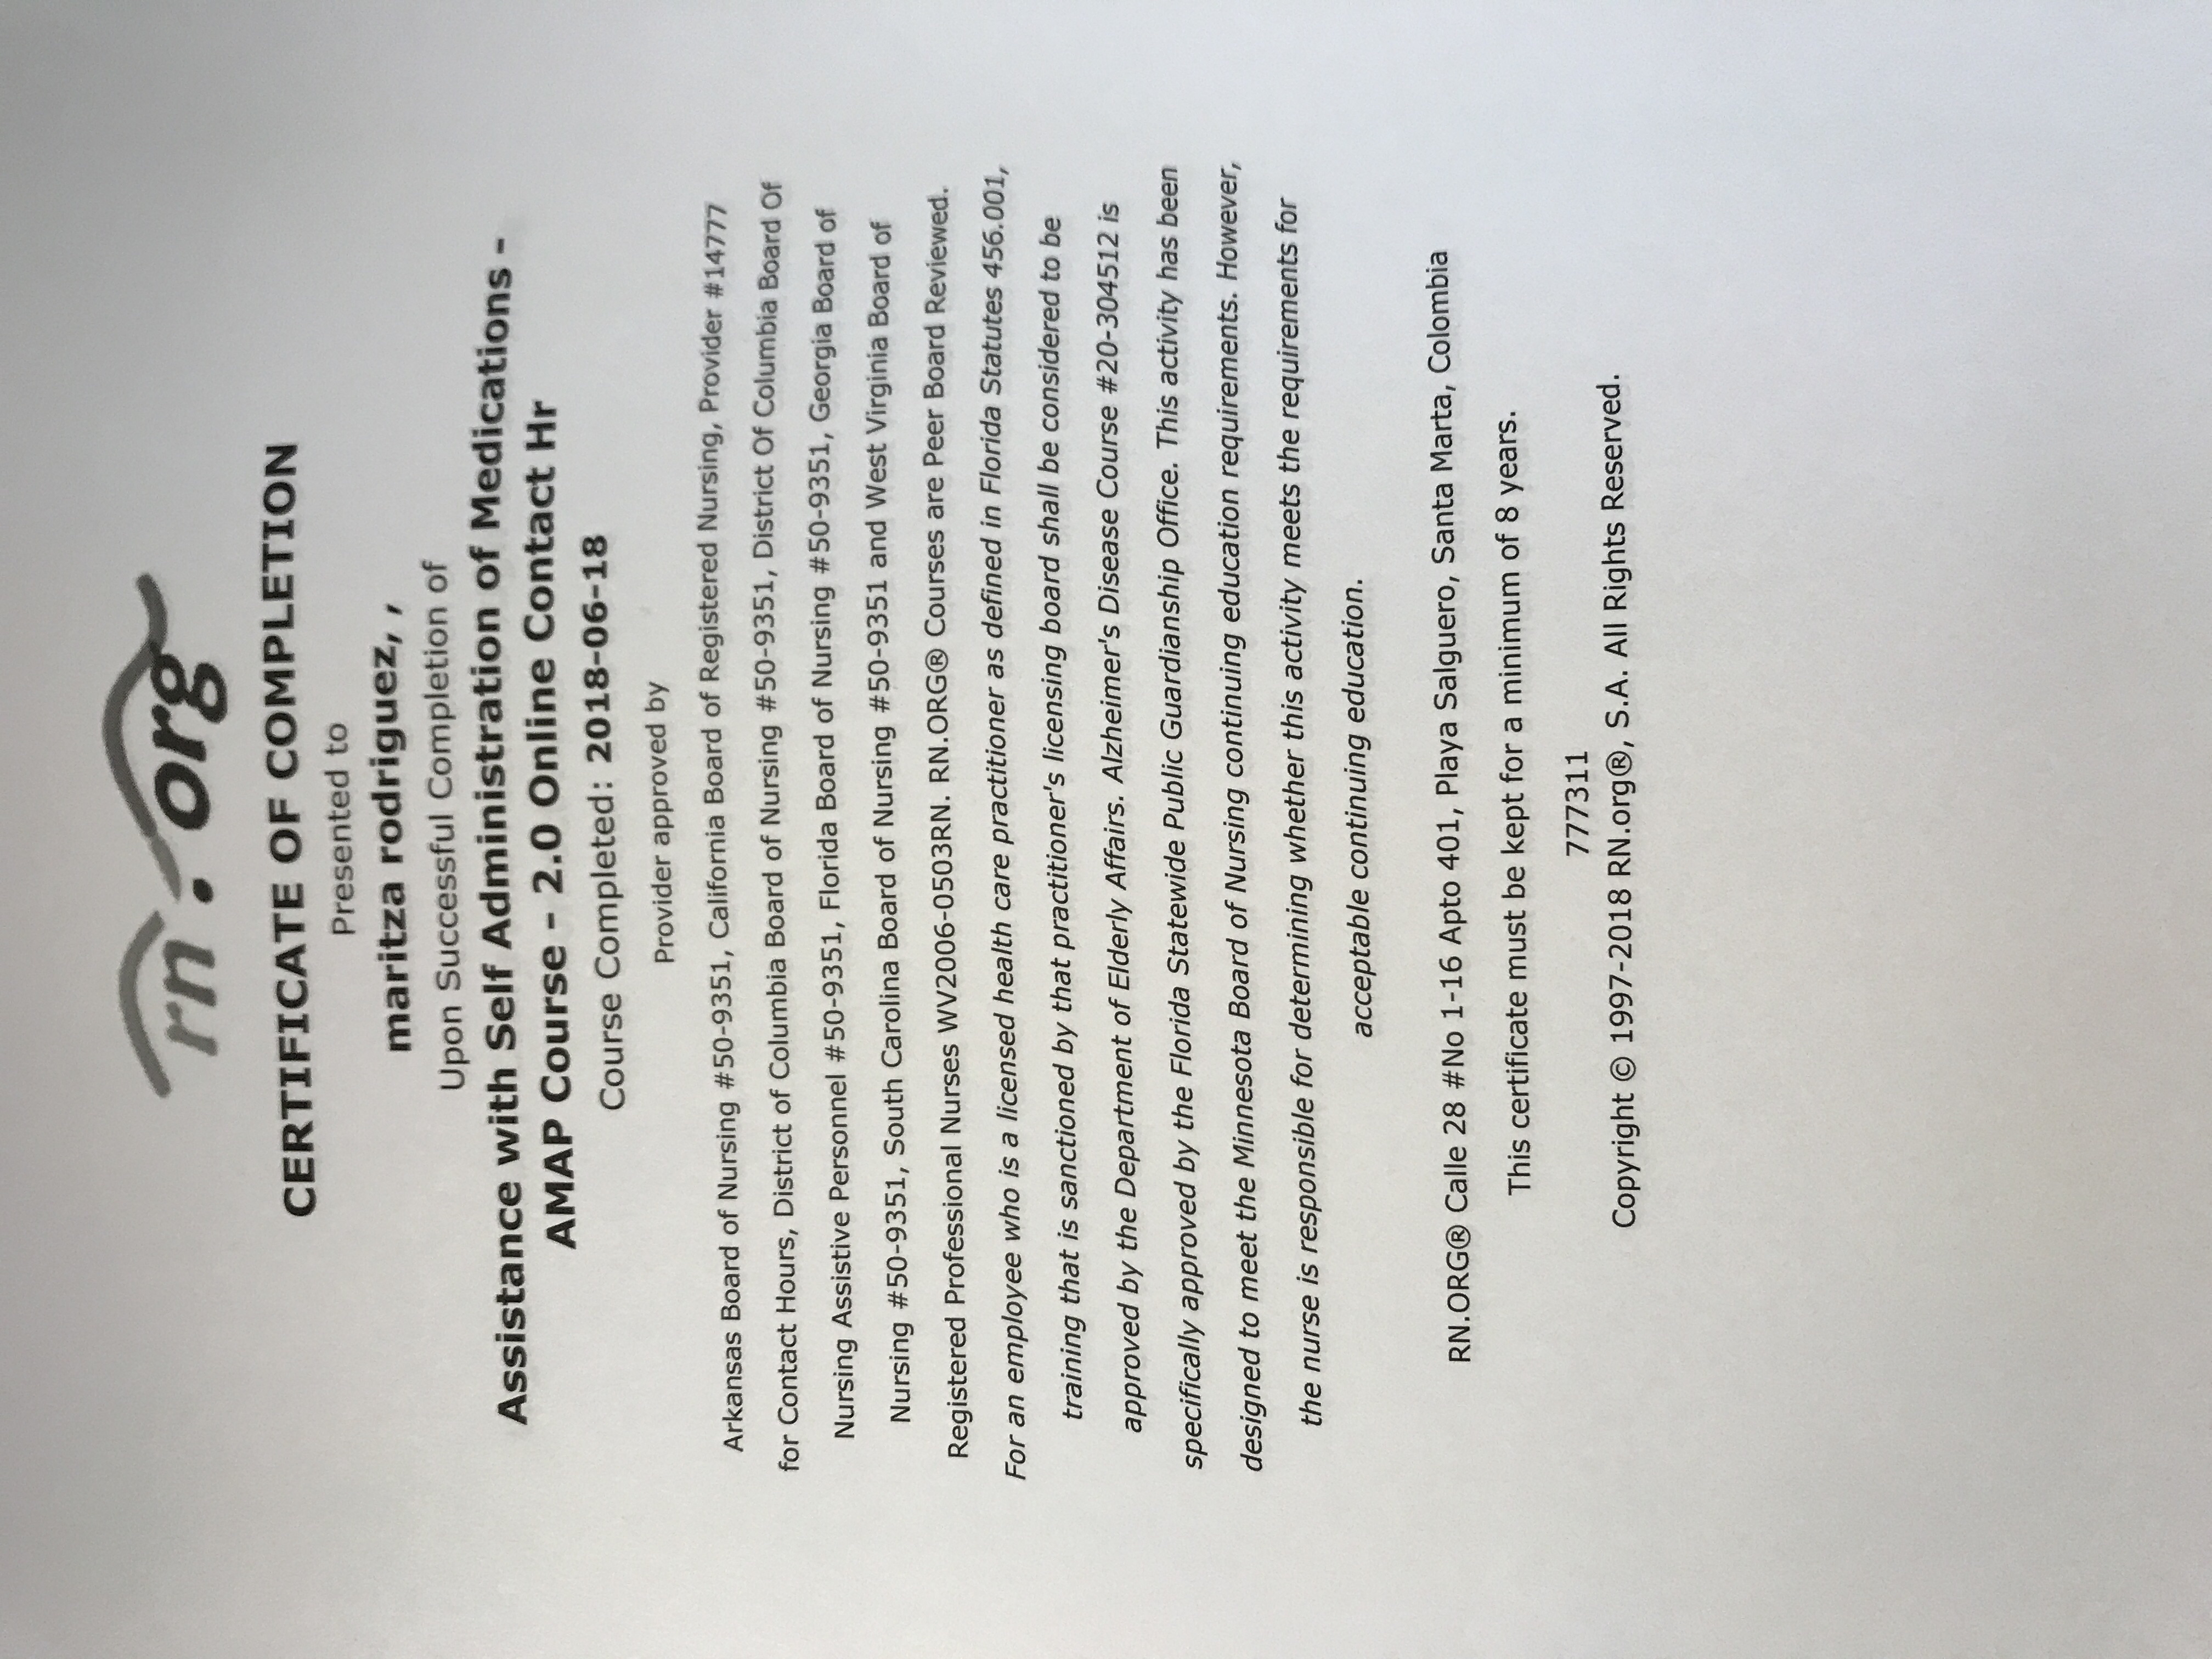 rn.org
CERTIFICATE OF COMPLETION
Presented to
maritza rodriguez, ,
Upon Successful Completion of
Assistance with Self Administration of Medications -
AMAP Course - 2.0 Online Contact Hr
Course Completed: 2018-06-18
Provider approved by
Arkansas Board of Nursing #50-9351, California Board of Registered Nursing, Provider #14777
for Contact Hours, District of Columbia Board of Nursing #50-9351, District Of Columbia Board Of
Nursing Assistive Personnel #50-9351, Florida Board of Nursing #50-9351, Georgia Board of
Nursing #50-9351, South Carolina Board of Nursing #50-9351 and West Virginia Board of
Registered Professional Nurses WV2006-0503RN. RN.ORG® Courses are Peer Board Reviewed.
For an employee who is a licensed health care practitioner as defined in Florida Statutes 456.001,
training that is sanctioned by that practitioner's licensing board shall be considered to be
approved by the Department of Elderly Affairs. Alzheimer's Disease Course #20-304512 is
specifically approved by the Florida Statewide Public Guardianship Office. This activity has been
designed to meet the Minnesota Board of Nursing continuing education requirements. However,
the nurse is responsible for determining whether this activity meets the requirements for
acceptable continuing education.
RN.ORG® Calle 28 #No 1-16 Apto 401, Playa Salguero, Santa Marta, Colombia
This certificate must be kept for a minimum of 8 years.
777311
Copyright © 1997-2018 RN.org®, S.A. All Rights Reserved.